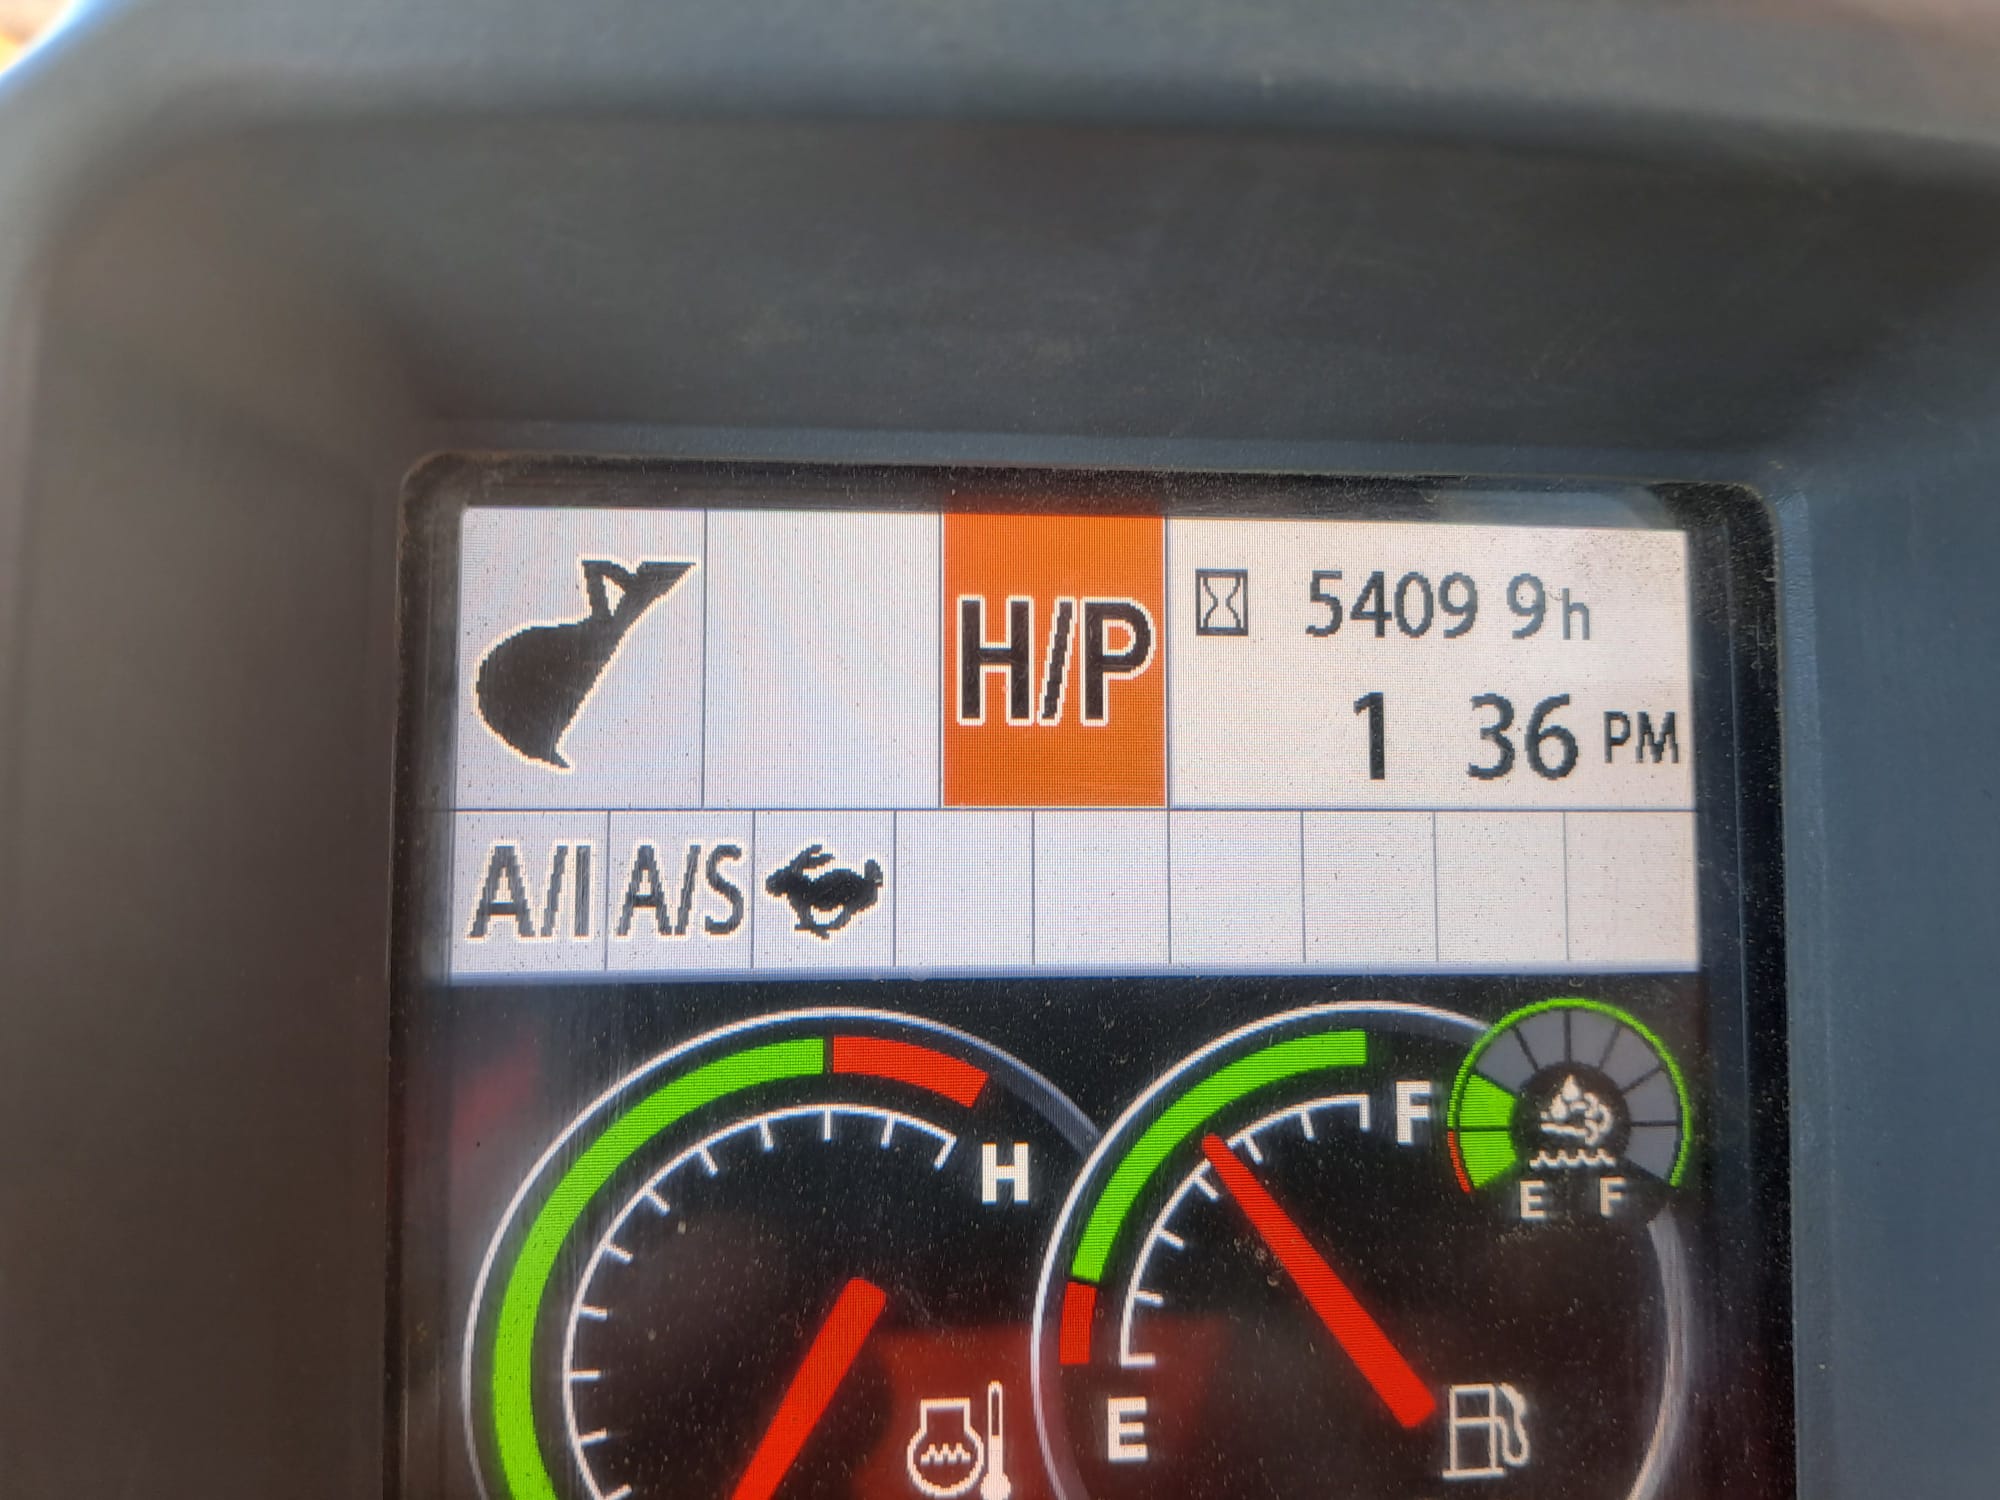 H/P
5409 9h
1 36 PM
A/I A/S
H
F
E F
E